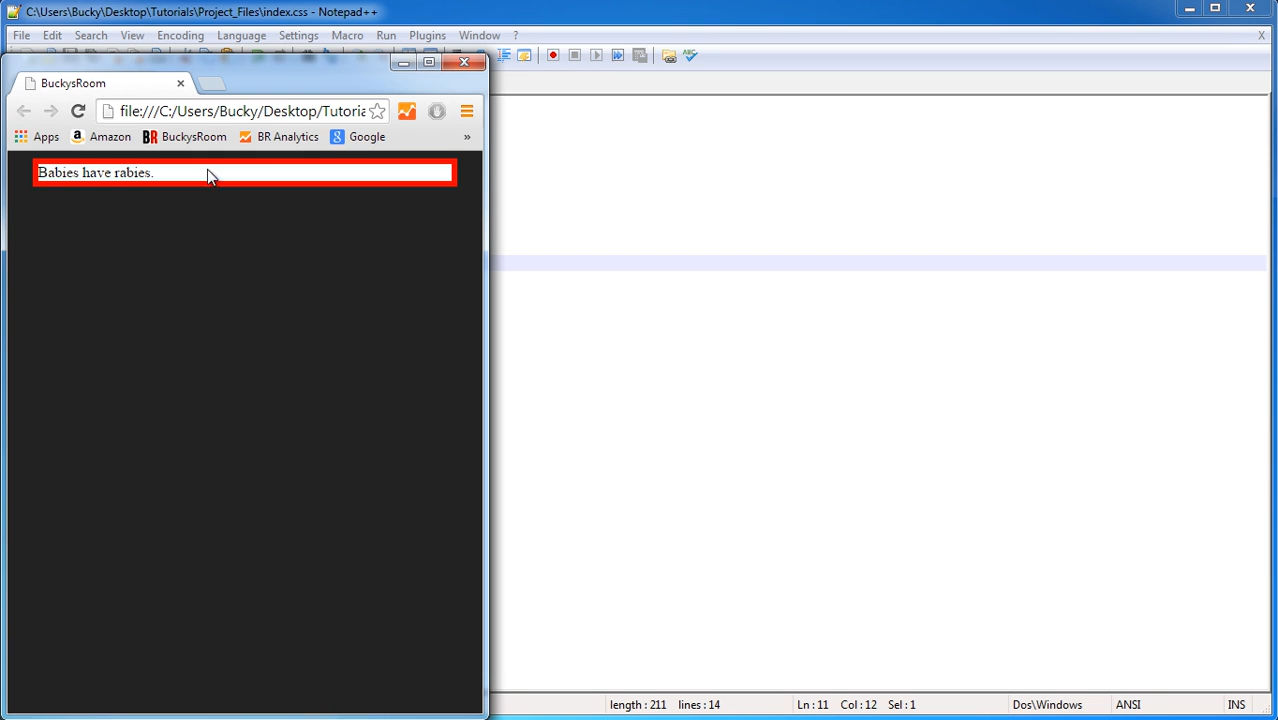 C:\Users\Bucky\Desktop\Tutorials\Project_Files\index.css - Notepad++
File Edit Search View Encoding Language Settings Macro Run Plugins Window ? X
BuckysRoom
file:///C:/Users/Bucky/Desktop/Tutoria
Apps Amazon BR BuckysRoom BR Analytics 8 Google »
Babies have rabies.
length : 211 lines : 14 Ln : 11 Col : 12 Sel : 1 Dos\Windows ANSI INS